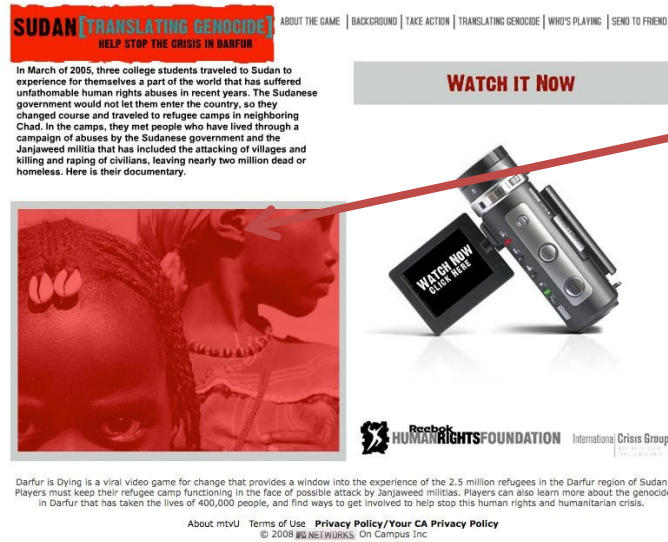 SUDAN[TRANSLATING GENOCIDE]
HELP STOP THE CRISIS IN DARFUR
ABOUT THE GAME | BACKGROUND | TAKE ACTION | TRANSLATING GENOCIDE | WHO'S PLAYING | SEND TO FRIEND
In March of 2005, three college students traveled to Sudan to
experience for themselves a part of the world that has suffered
unfathomable human rights abuses in recent years. The Sudanese
government would not let them enter the country, so they
changed course and traveled to refugee camps in neighboring
Chad. In the camps, they met people who have lived through a
campaign of abuses by the Sudanese government and the
Janjaweed militia that has included the attacking of villages and
killing and raping of civilians, leaving nearly two million dead or
homeless. Here is their documentary.
WATCH IT NOW
WATCH NOW
CLICK HERE
Reebok
HUMANRIGHTSFOUNDATION
International Crisis Group
Darfur is Dying is a viral video game for change that provides a window into the experience of the 2.5 million refugees in the Darfur region of Sudan
Players must keep their refugee camp functioning in the face of possible attack by Janjaweed militias. Players can also learn more about the genocide
in Darfur that has taken the lives of 400,000 people, and find ways to get involved to help stop this human rights and humanitarian crisis.
About mtvU Terms of Use Privacy Policy/Your CA Privacy Policy
© 2008 NETWORKS On Campus Inc